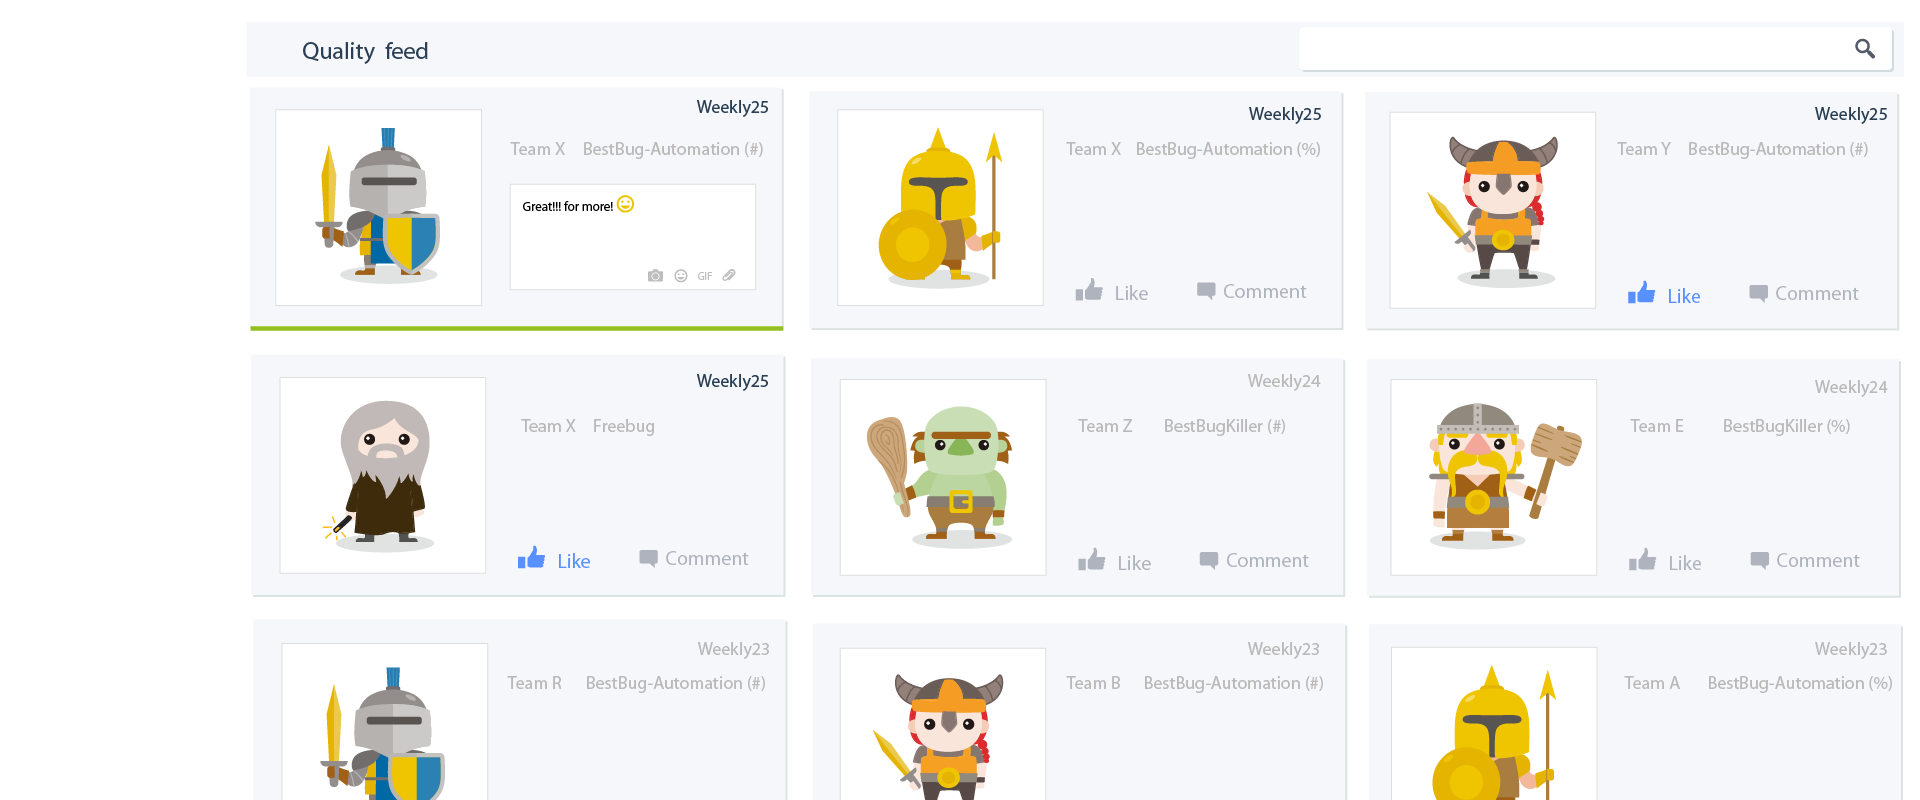 Quality feed
Weekly25
Team X BestBug-Automation (#)
Great!!! for more!
GIF
Weekly25
Team X BestBug-Automation (%)
Like Comment
Weekly25
Team Y BestBug-Automation (#)
Like Comment
Weekly25
Team X Freebug
Like Comment
Weekly24
Team Z BestBugKiller (#)
Like Comment
Weekly24
Team E BestBugKiller (%)
Like Comment
Weekly23
Team R BestBug-Automation (#)
Weekly23
Team B BestBug-Automation (#)
Weekly23
Team A BestBug-Automation (%)